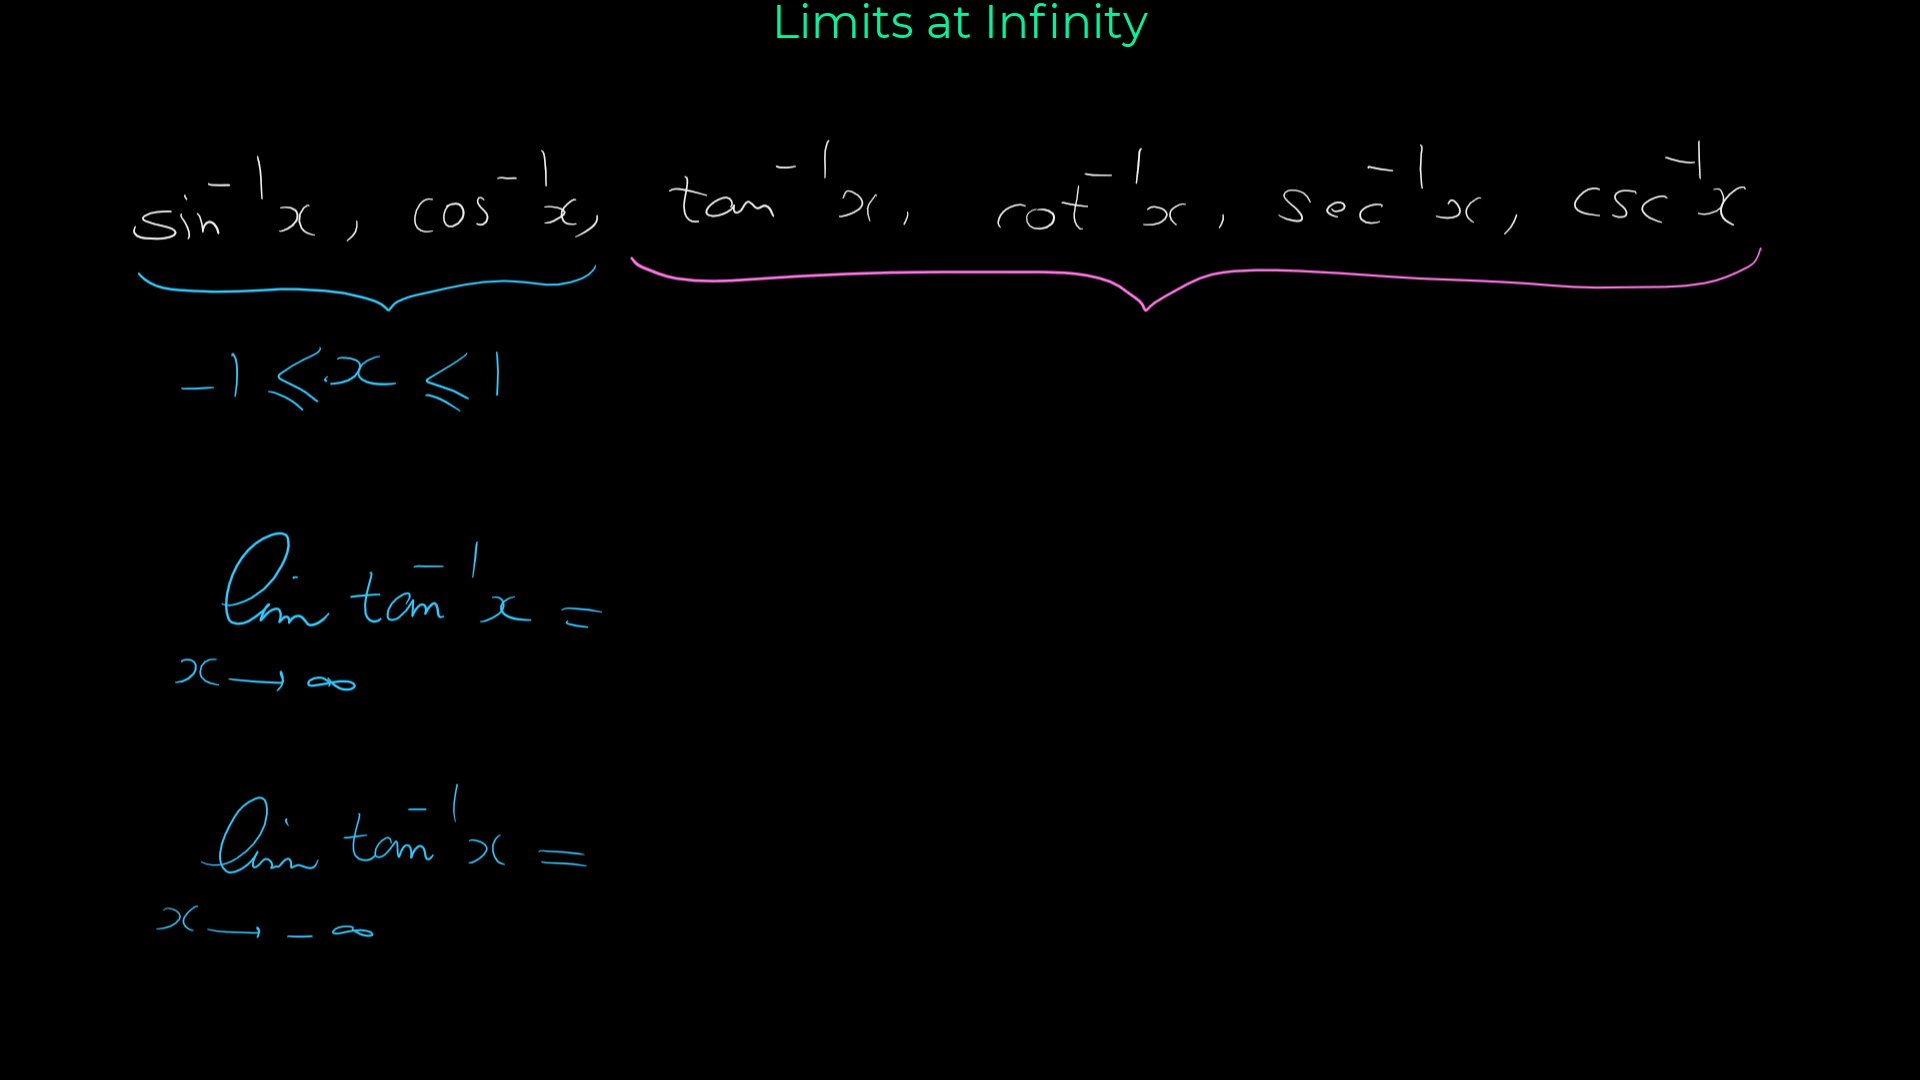 Limits at Infinity
sin⁻¹x, cos⁻¹x, tan⁻¹x, cot⁻¹x, sec⁻¹x, csc⁻¹x
-1 ⩽ x ⩽ 1
lim tan⁻¹x =
x → ∞
lim tan⁻¹x =
x → -∞